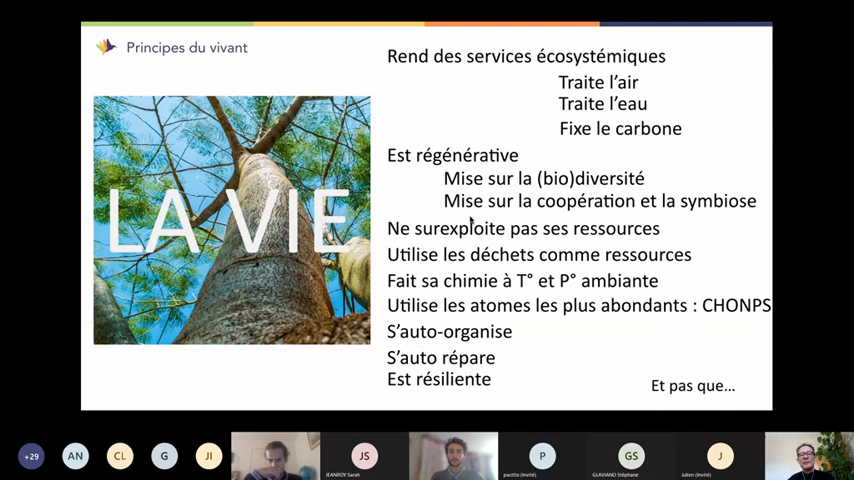 Principes du vivant
Rend des services écosystémiques
Traite l'air
Traite l'eau
Fixe le carbone
Est régénérative
Mise sur la (bio)diversité
Mise sur la coopération et la symbiose
LA VIE
Ne surexploite pas ses ressources
Utilise les déchets comme ressources
Fait sa chimie à T° et P° ambiante
Utilise les atomes les plus abondants : CHONPS
S'auto-organise
S'auto répare
Est résiliente
Et pas que…
+29
AN
CL
G
JI
JS
P
GS
J
JEANROY Sarah
pacitto (Invité)
GLAVIANO Stéphane
Julien (Invité)